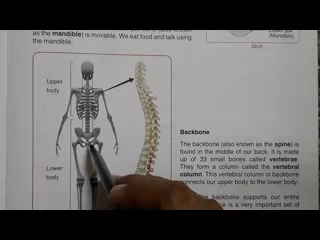 as the mandible) is movable. We eat food and talk using
the mandible.
(Mandible)
Skull
Upper
body
Lower
body
Backbone
The backbone (also known as the spine) is
found in the middle of our back. It is made
up of 33 small bones called vertebrae.
They form a column called the vertebral
column. This vertebral column or backbone
connects our upper body to the lower body.
backbone supports our entire
is a very important set of